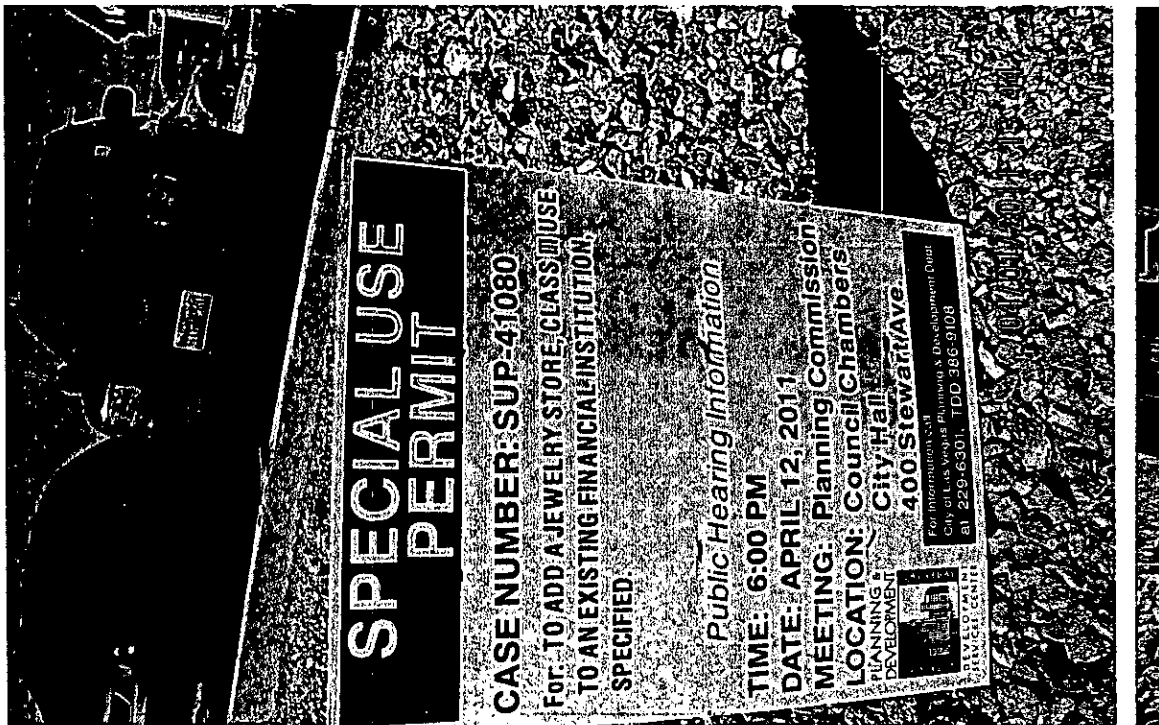 SPECIAL USE
PERMIT
CASE NUMBER: SUP-41080
For: TO ADD A JEWELRY STORE, CLASS III USE
TO AN EXISTING FINANCIAL INSTITUTION,
SPECIFIED.
Public Hearing Information
TIME: 6:00 PM
DATE: APRIL 12, 2011
MEETING: Planning Commission
LOCATION: Council Chambers
City Hall
400 Stewart Ave
PLANNING &
DEVELOPMENT
DEVELOPMENT
SERVICES CENTER
For Information Call
City of Las Vegas Planning & Development Dept
at 229-6301 TDD 386-9108